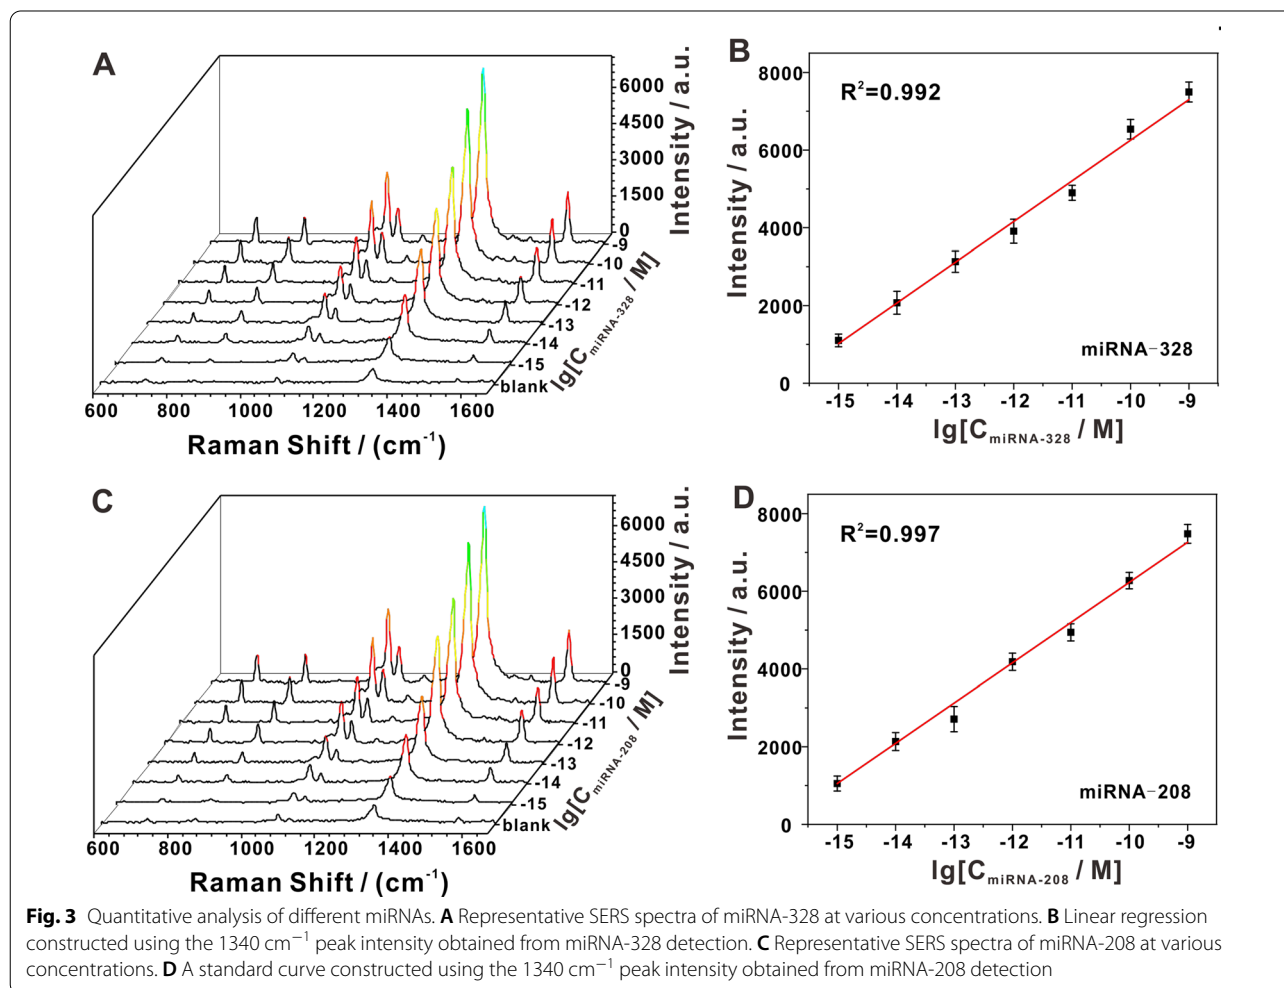 A
6000
4500
3000
1500
0
Intensity / a.u.
-9
-10
-11
-12
-13
-14
-15
blank
lg[CmiRNA-328 / M]
600 800 1000 1200 1400 1600
Raman Shift / (cm-1)
B
R2=0.992
8000
6000
4000
2000
0
Intensity / a.u.
miRNA-328
-15 -14 -13 -12 -11 -10 -9
lg[CmiRNA-328 / M]
C
6000
4500
3000
1500
0
Intensity / a.u.
-9
-10
-11
-12
-13
-14
-15
blank
lg[CmiRNA-208 / M]
600 800 1000 1200 1400 1600
Raman Shift / (cm-1)
D
R2=0.997
8000
6000
4000
2000
0
Intensity / a.u.
miRNA-208
-15 -14 -13 -12 -11 -10 -9
lg[CmiRNA-208 / M]
Fig. 3 Quantitative analysis of different miRNAs. A Representative SERS spectra of miRNA-328 at various concentrations. B Linear regression
constructed using the 1340 cm−1 peak intensity obtained from miRNA-328 detection. C Representative SERS spectra of miRNA-208 at various
concentrations. D A standard curve constructed using the 1340 cm−1 peak intensity obtained from miRNA-208 detection